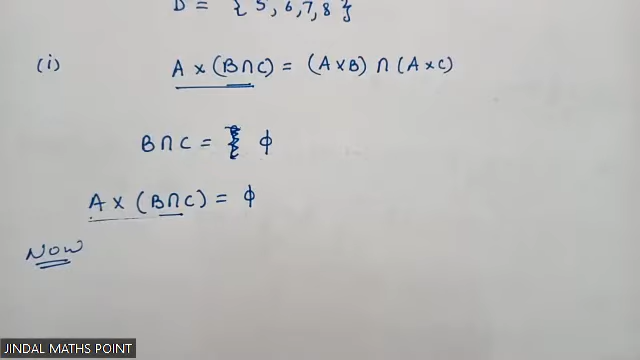 D = { 5, 6, 7, 8 }
(i) A × (B∩C) = (A×B) ∩ (A×C)
B∩C = ϕ
A × (B∩C) = ϕ
Now
JINDAL MATHS POINT